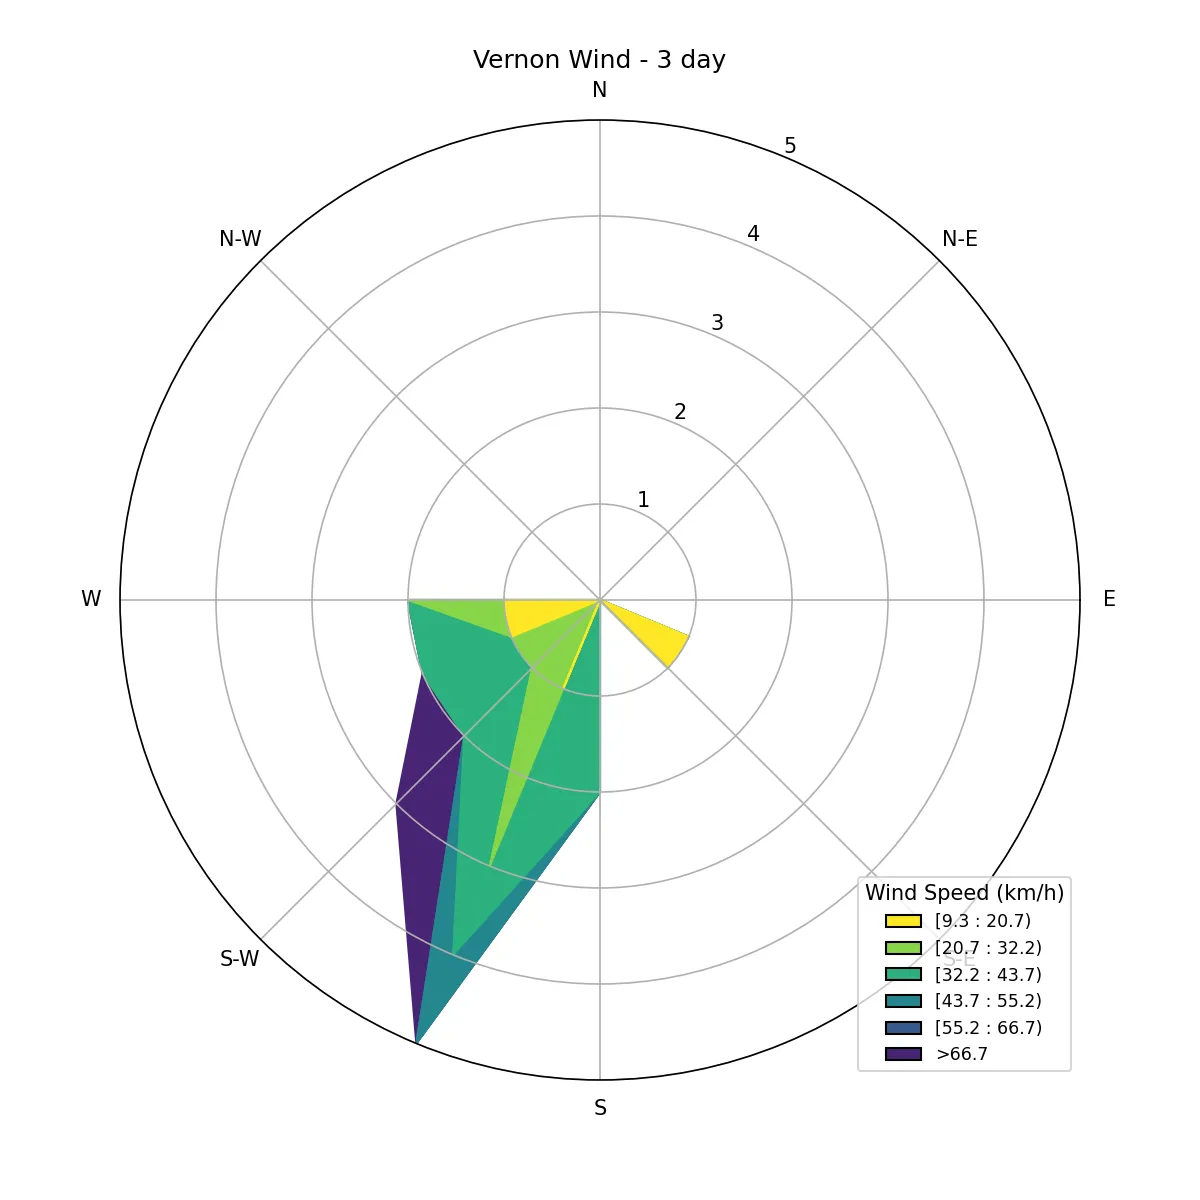 Vernon Wind - 3 day
N
5
N-W
N-E
4
3
2
1
W
E
S-W
S-E
S
Wind Speed (km/h)
[9.3 : 20.7)
[20.7 : 32.2)
[32.2 : 43.7)
[43.7 : 55.2)
[55.2 : 66.7)
>66.7